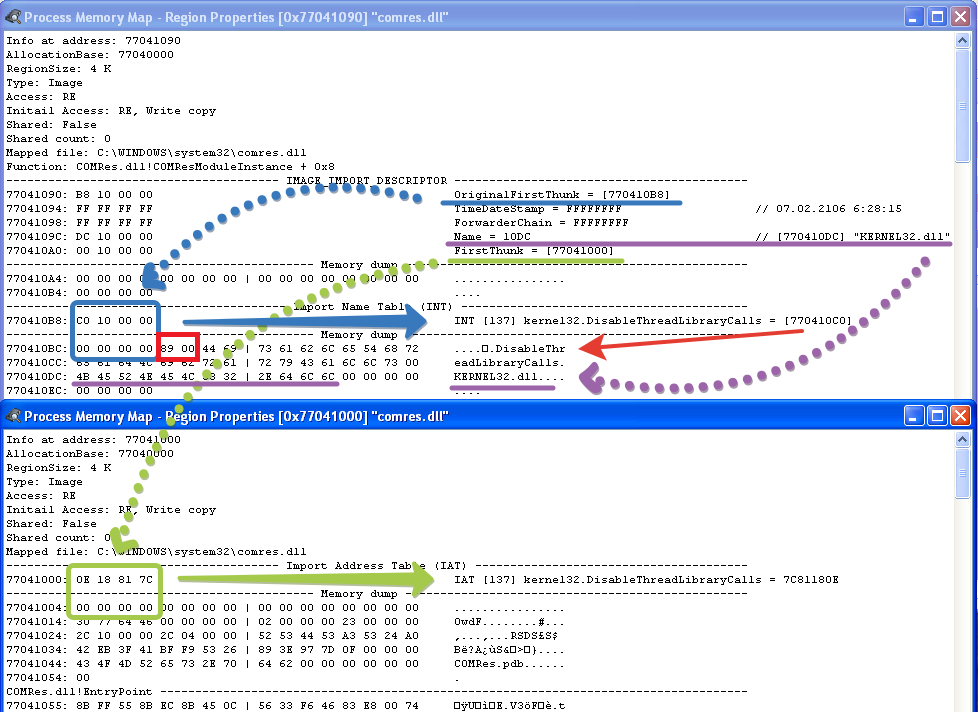 Process Memory Map - Region Properties [0x77041090] "comres.dll"
Info at address: 77041090
AllocationBase: 77040000
RegionSize: 4 K
Type: Image
Access: RE
Initail Access: RE, Write copy
Shared: False
Shared count: 0
Mapped file: C:\WINDOWS\system32\comres.dll
Function: COMRes.dll!COMResModuleInstance + 0x8
IMAGE_IMPORT_DESCRIPTOR
77041090: B8 10 00 00 OriginalFirstThunk = [770410B8]
77041094: FF FF FF FF TimeDateStamp = FFFFFFFF // 07.02.2106 6:28:15
77041098: FF FF FF FF ForwarderChain = FFFFFFFF
7704109C: DC 10 00 00 Name = 10DC // [770410DC] "KERNEL32.dll"
770410A0: 00 10 00 00 FirstThunk = [77041000]
Memory dump
770410A4: 00 00 00 00 00 00 00 00 | 00 00 00 00 00 00 00 00 ................
770410B4: 00 00 00 00 ....
Import Name Table (INT)
770410B8: C0 10 00 00 INT [137] kernel32.DisableThreadLibraryCalls = [770410C0]
Memory dump
770410BC: 00 00 00 00 89 00 44 69 | 73 61 62 6C 65 54 68 72 ....□.DisableThr
770410CC: 65 61 64 4C 69 62 72 61 | 72 79 43 61 6C 6C 73 00 eadLibraryCalls.
770410DC: 4B 45 52 4E 45 4C 33 32 | 2E 64 6C 6C 00 00 00 00 KERNEL32.dll....
770410EC: 00 00 00 00 ....
Process Memory Map - Region Properties [0x77041000] "comres.dll"
Info at address: 77041000
AllocationBase: 77040000
RegionSize: 4 K
Type: Image
Access: RE
Initail Access: RE, Write copy
Shared: False
Shared count: 0
Mapped file: C:\WINDOWS\system32\comres.dll
Import Address Table (IAT)
77041000: 0E 18 81 7C IAT [137] kernel32.DisableThreadLibraryCalls = 7C81180E
Memory dump
77041004: 00 00 00 00 00 00 00 00 | 00 00 00 00 00 00 00 00 ................
77041014: 30 77 64 46 00 00 00 00 | 02 00 00 00 23 00 00 00 0wdF........#...
77041024: 2C 10 00 00 2C 04 00 00 | 52 53 44 53 A3 53 24 A0 ,...,...RSDS£S$
77041034: 42 EB 3F 41 BF F9 53 26 | 89 3E 97 7D 0F 00 00 00 Bë?A¿ùS&□>□}....
77041044: 43 4F 4D 52 65 73 2E 70 | 64 62 00 00 00 00 00 00 COMRes.pdb......
77041054: 00 .
COMRes.dll!EntryPoint
77041055: 8B FF 55 8B EC 8B 45 0C | 56 33 F6 46 83 E8 00 74 □ÿU□ì□E.V3öF□è.t